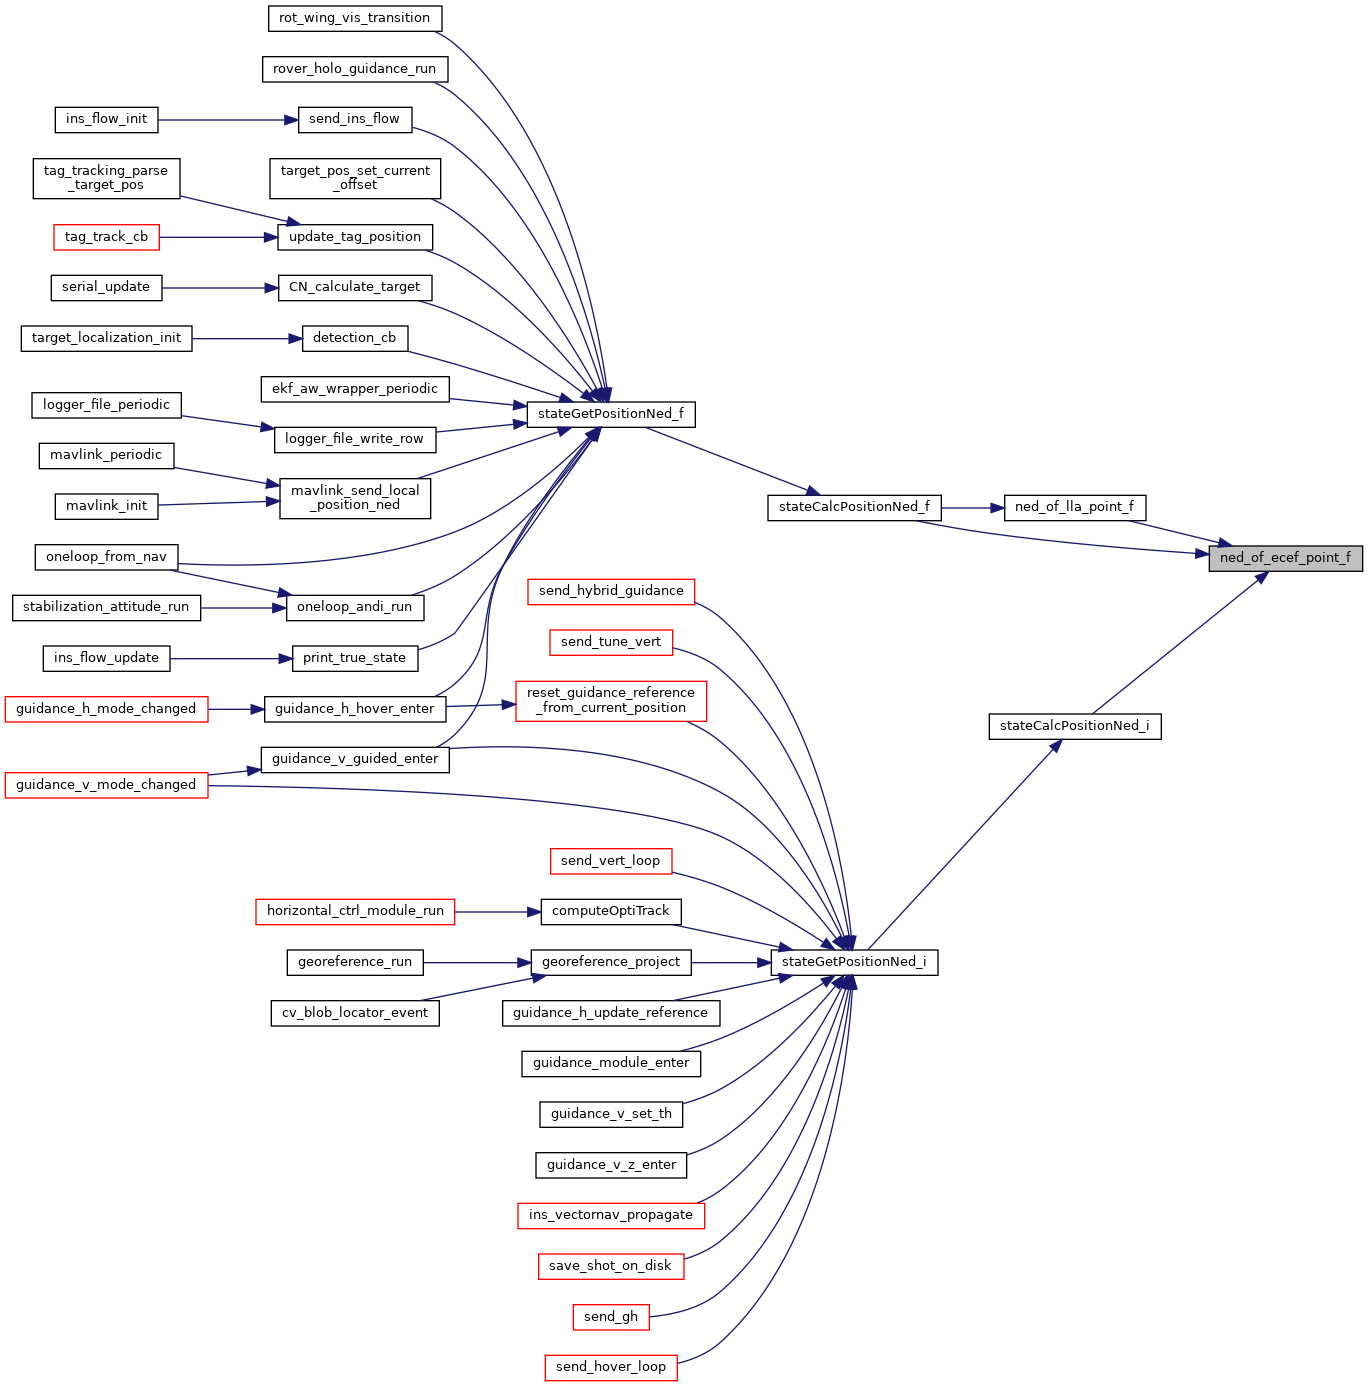 rot_wing_vis_transition
rover_holo_guidance_run
ins_flow_init
send_ins_flow
tag_tracking_parse
_target_pos
target_pos_set_current
_offset
tag_track_cb
update_tag_position
serial_update
CN_calculate_target
target_localization_init
detection_cb
ekf_aw_wrapper_periodic
logger_file_periodic
stateGetPositionNed_f
logger_file_write_row
mavlink_periodic
mavlink_send_local
_position_ned
mavlink_init
stateCalcPositionNed_f
ned_of_lla_point_f
oneloop_from_nav
ned_of_ecef_point_f
send_hybrid_guidance
stabilization_attitude_run
oneloop_andi_run
send_tune_vert
ins_flow_update
print_true_state
reset_guidance_reference
_from_current_position
guidance_h_mode_changed
guidance_h_hover_enter
stateCalcPositionNed_i
guidance_v_guided_enter
guidance_v_mode_changed
send_vert_loop
horizontal_ctrl_module_run
computeOptiTrack
georeference_run
georeference_project
stateGetPositionNed_i
cv_blob_locator_event
guidance_h_update_reference
guidance_module_enter
guidance_v_set_th
guidance_v_z_enter
ins_vectornav_propagate
save_shot_on_disk
send_gh
send_hover_loop